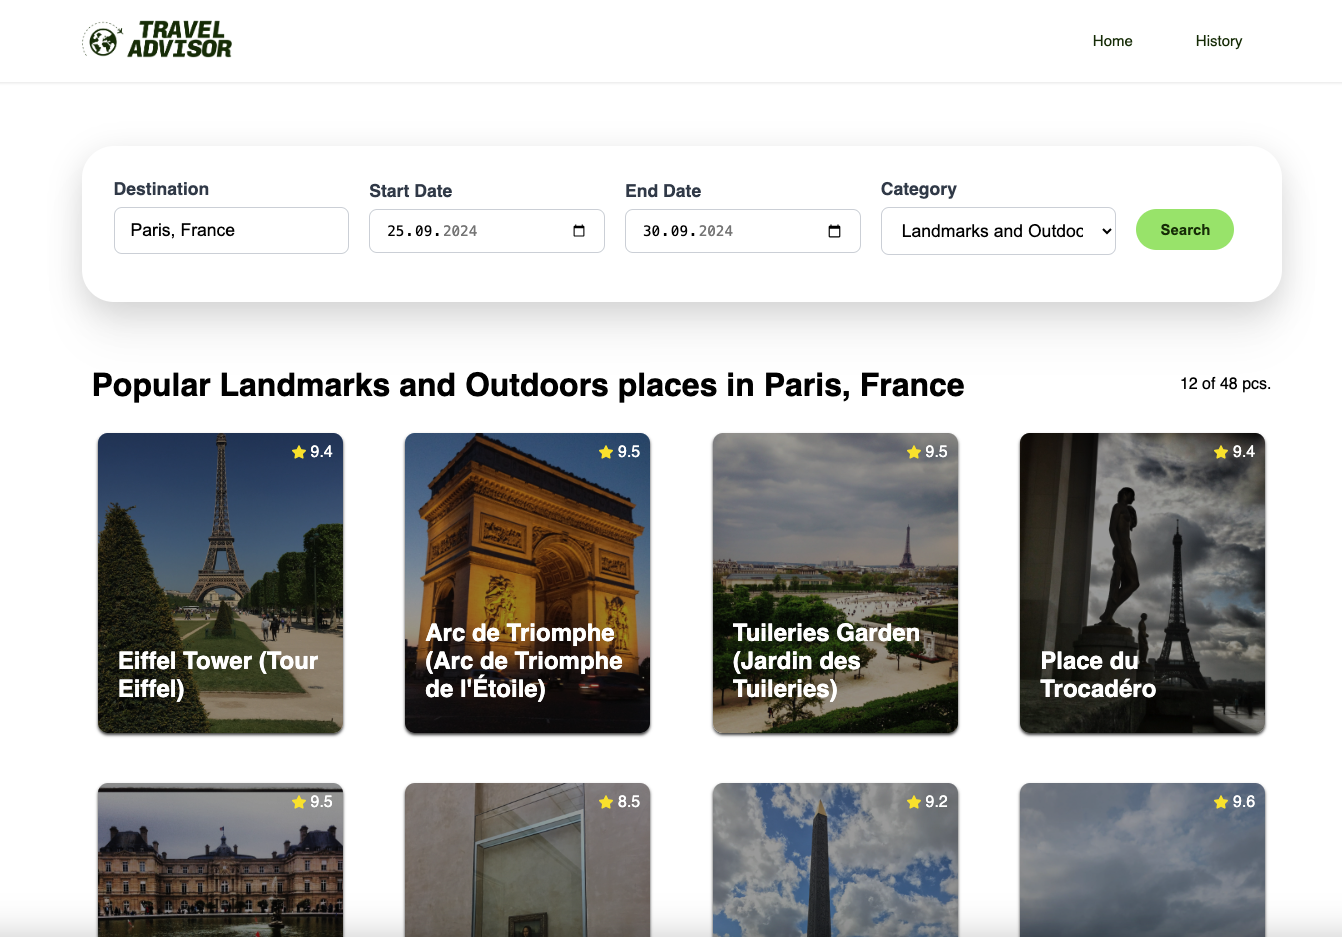 TRAVEL
ADVISOR
Home
History
Destination
Start Date
End Date
Category
Paris, France
25.09.2024
30.09.2024
Landmarks and Outdoc
Search
Popular Landmarks and Outdoors places in Paris, France
12 of 48 pcs.
9.4
Eiffel Tower (Tour
Eiffel)
9.5
Arc de Triomphe
(Arc de Triomphe
de l'Étoile)
9.5
Tuileries Garden
(Jardin des
Tuileries)
9.4
Place du
Trocadéro
9.5
8.5
9.2
9.6